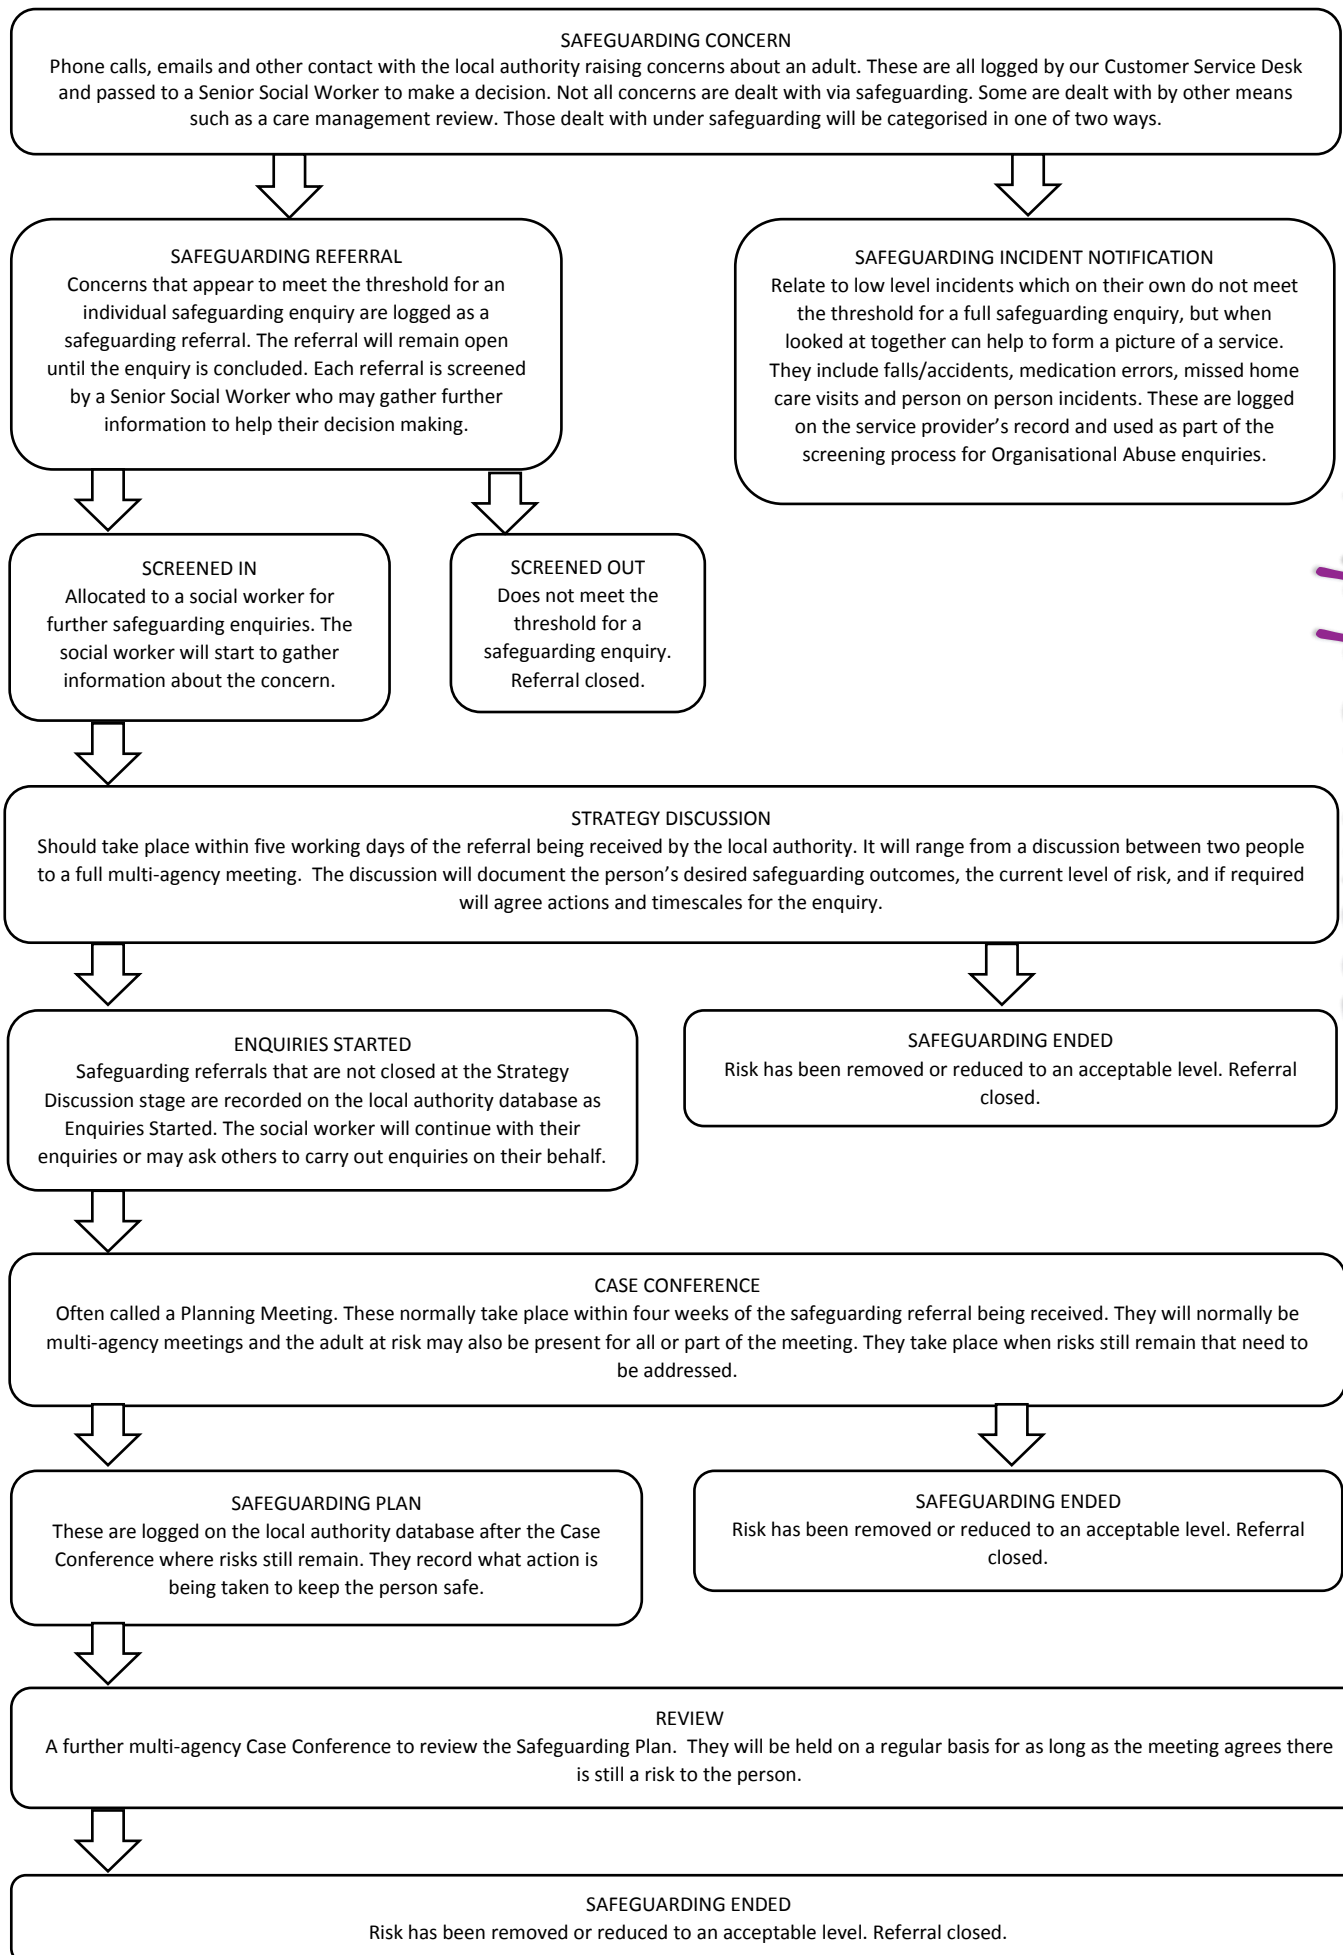 SAFEGUARDING CONCERN
Phone calls, emails and other contact with the local authority raising concerns about an adult. These are all logged by our Customer Service Desk
and passed to a Senior Social Worker to make a decision. Not all concerns are dealt with via safeguarding. Some are dealt with by other means
such as a care management review. Those dealt with under safeguarding will be categorised in one of two ways.
SAFEGUARDING REFERRAL
Concerns that appear to meet the threshold for an
individual safeguarding enquiry are logged as a
safeguarding referral. The referral will remain open
until the enquiry is concluded. Each referral is screened
by a Senior Social Worker who may gather further
information to help their decision making.
SAFEGUARDING INCIDENT NOTIFICATION
Relate to low level incidents which on their own do not meet
the threshold for a full safeguarding enquiry, but when
looked at together can help to form a picture of a service.
They include falls/accidents, medication errors, missed home
care visits and person on person incidents. These are logged
on the service provider’s record and used as part of the
screening process for Organisational Abuse enquiries.
SCREENED IN
Allocated to a social worker for
further safeguarding enquiries. The
social worker will start to gather
information about the concern.
SCREENED OUT
Does not meet the
threshold for a
safeguarding enquiry.
Referral closed.
STRATEGY DISCUSSION
Should take place within five working days of the referral being received by the local authority. It will range from a discussion between two people
to a full multi-agency meeting.  The discussion will document the person’s desired safeguarding outcomes, the current level of risk, and if required
will agree actions and timescales for the enquiry.
ENQUIRIES STARTED
Safeguarding referrals that are not closed at the Strategy
Discussion stage are recorded on the local authority database as
Enquiries Started. The social worker will continue with their
enquiries or may ask others to carry out enquiries on their behalf.
SAFEGUARDING ENDED
Risk has been removed or reduced to an acceptable level. Referral
closed.
CASE CONFERENCE
Often called a Planning Meeting. These normally take place within four weeks of the safeguarding referral being received. They will normally be
multi-agency meetings and the adult at risk may also be present for all or part of the meeting. They take place when risks still remain that need to
be addressed.
SAFEGUARDING PLAN
These are logged on the local authority database after the Case
Conference where risks still remain. They record what action is
being taken to keep the person safe.
SAFEGUARDING ENDED
Risk has been removed or reduced to an acceptable level. Referral
closed.
REVIEW
A further multi-agency Case Conference to review the Safeguarding Plan.  They will be held on a regular basis for as long as the meeting agrees there
is still a risk to the person.
SAFEGUARDING ENDED
Risk has been removed or reduced to an acceptable level. Referral closed.